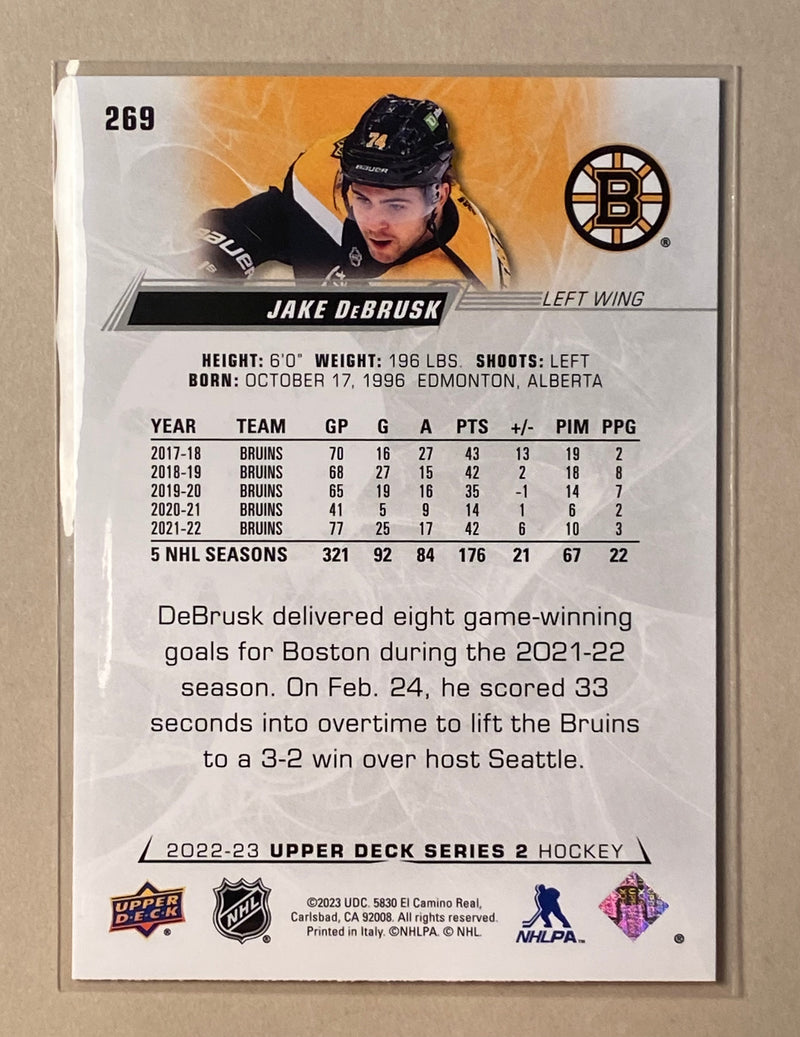 269
74
BAUER
BAUER
B
®
JAKE DeBRUSK
LEFT WING
HEIGHT: 6'0" WEIGHT: 196 LBS. SHOOTS: LEFT
BORN: OCTOBER 17, 1996 EDMONTON, ALBERTA
YEAR TEAM GP G A PTS +/- PIM PPG
2017-18 BRUINS 70 16 27 43 13 19 2
2018-19 BRUINS 68 27 15 42 2 18 8
2019-20 BRUINS 65 19 16 35 -1 14 7
2020-21 BRUINS 41 5 9 14 1 6 2
2021-22 BRUINS 77 25 17 42 6 10 3
5 NHL SEASONS 321 92 84 176 21 67 22
DeBrusk delivered eight game-winning
goals for Boston during the 2021-22
season. On Feb. 24, he scored 33
seconds into overtime to lift the Bruins
to a 3-2 win over host Seattle.
2022-23 UPPER DECK SERIES 2 HOCKEY
UPPER
D·E·C·K
®
NHL
®
©2023 UDC. 5830 El Camino Real,
Carlsbad, CA 92008. All rights reserved.
Printed in Italy. ©NHLPA. © NHL.
NHLPA™
®